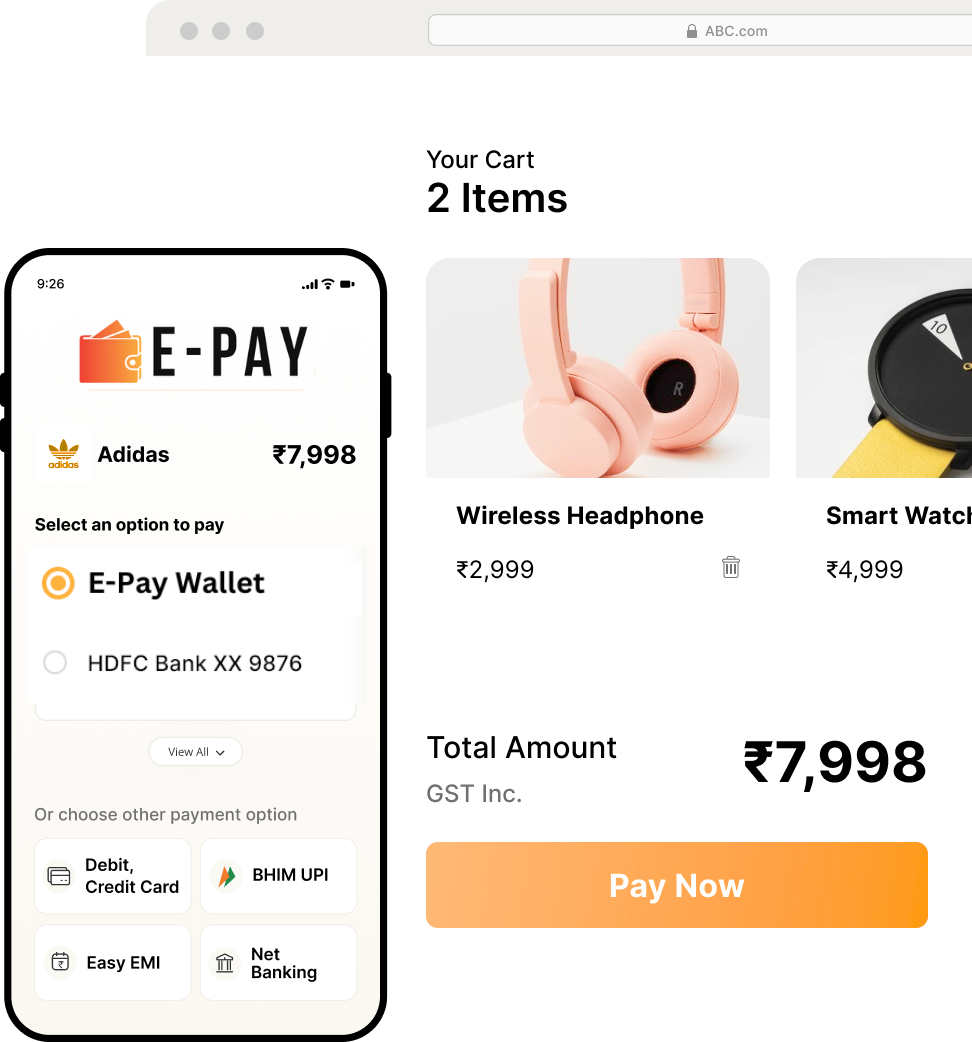 ABC.com
Your Cart
2 Items
Wireless Headphone
₹2,999
Smart Watch
₹4,999
10
R
Total Amount
GST Inc.
₹7,998
Pay Now
9:26
E-PAY
adidas
Adidas
₹7,998
Select an option to pay
E-Pay Wallet
HDFC Bank XX 9876
View All
Or choose other payment option
Debit,
Credit Card
BHIM UPI
Easy EMI
Net
Banking